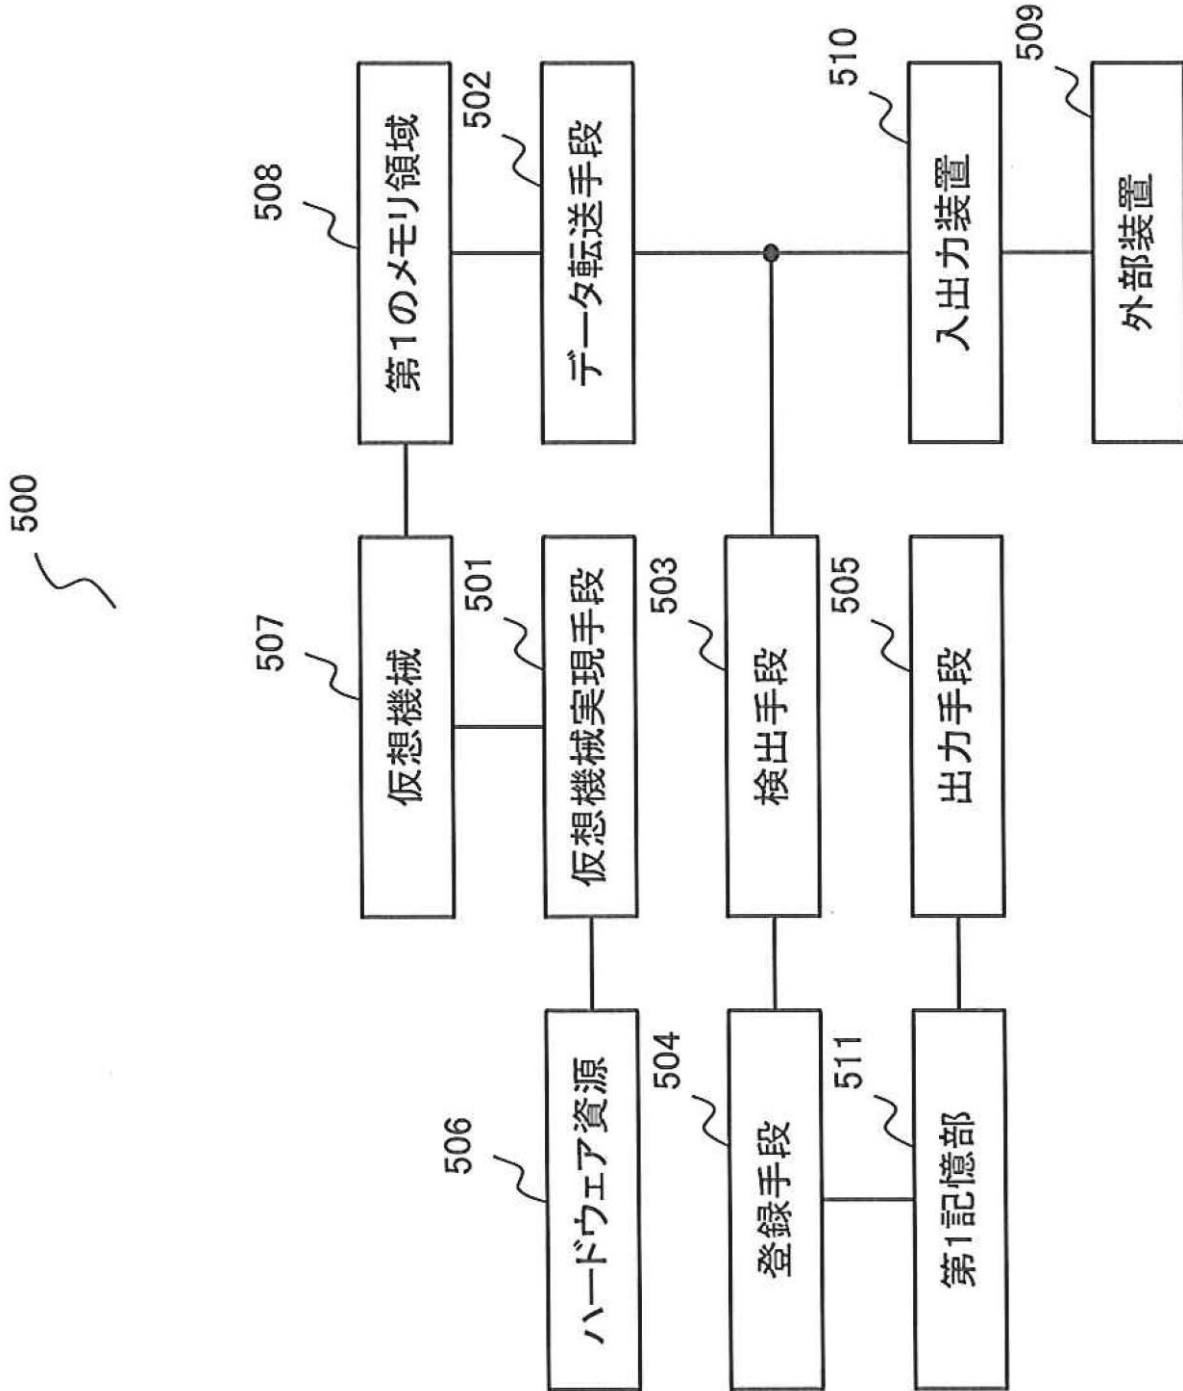 500
507
508
仮想機械
第1のメモリ領域
506
501
502
ハードウェア資源
仮想機械実現手段
データ転送手段
504
503
登録手段
検出手段
511
505
510
第1記憶部
出力手段
入出力装置
509
外部装置